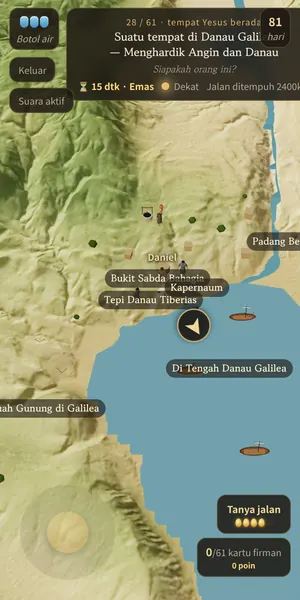 28 / 61 · tempat Yesus berada
81
hari
Botol air
Suatu tempat di Danau Galil
— Menghardik Angin dan Danau
Siapakah orang ini?
Keluar
15 dtk · Emas
Dekat
Jalan ditempuh 2400k
Suara aktif
Padang Be
Daniel
Bukit Sabda Bahagia
Kapernaum
Tepi Danau Tiberias
Di Tengah Danau Galilea
ah Gunung di Galilea
Tanya jalan
0/61 kartu firman
0 poin